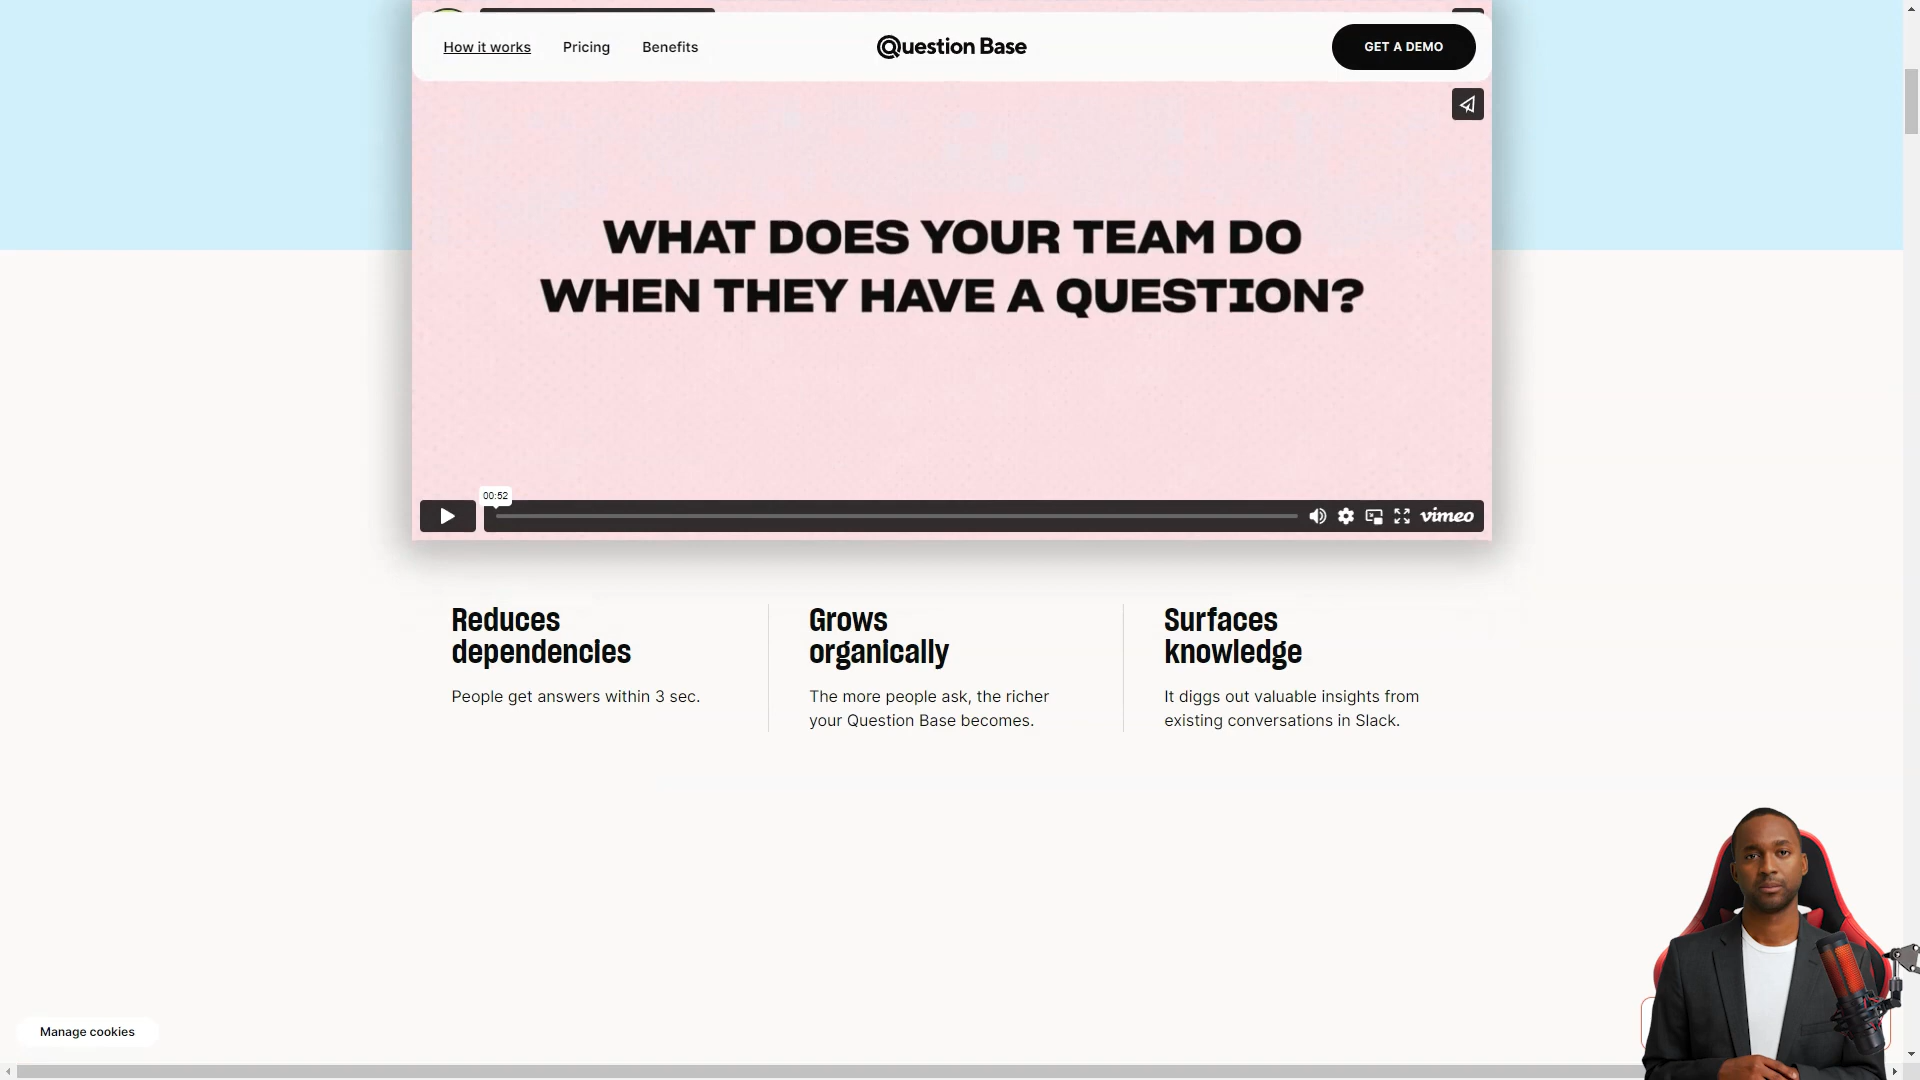 How it works
Pricing
Benefits
Question Base
GET A DEMO
WHAT DOES YOUR TEAM DO
WHEN THEY HAVE A QUESTION?
00:52
vimeo
Reduces
dependencies
People get answers within 3 sec.
Grows
organically
The more people ask, the richer
your Question Base becomes.
Surfaces
knowledge
It diggs out valuable insights from
existing conversations in Slack.
Manage cookies